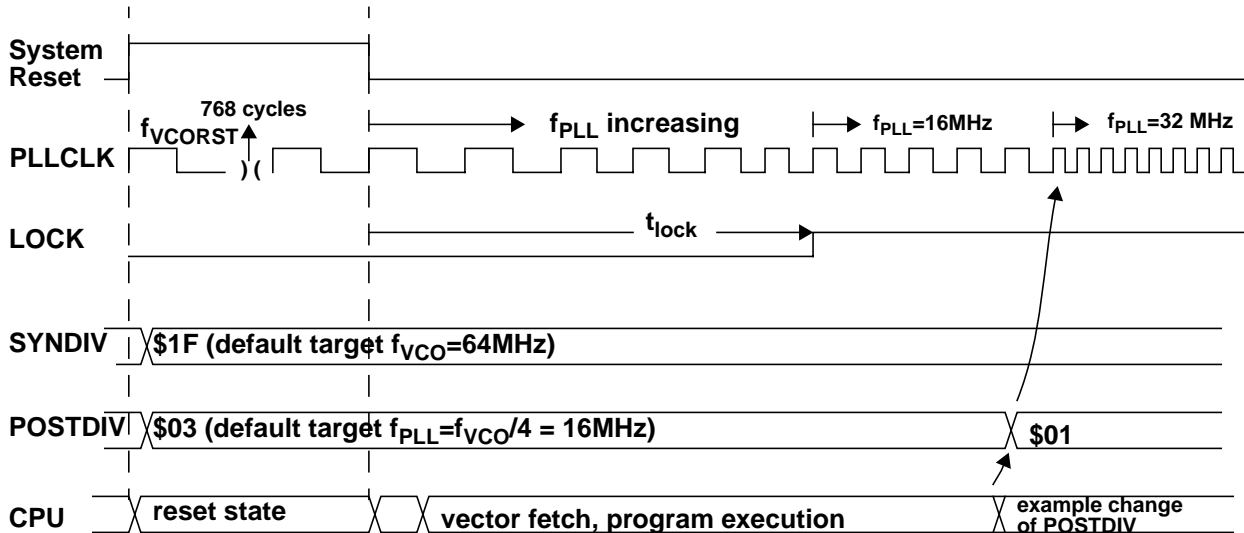 System
Reset
768 cycles
fVCORST
fPLL increasing
fPLL=16MHz
fPLL=32 MHz
PLLCLK
) (
LOCK
tlock
SYNDIV
$1F (default target fVCO=64MHz)
POSTDIV
$03 (default target fPLL=fVCO/4 = 16MHz)
$01
CPU
reset state
vector fetch, program execution
example change
of POSTDIV